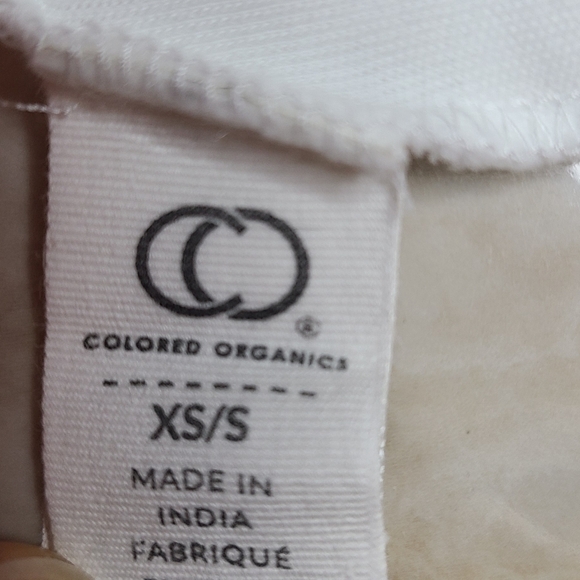 COLORED ORGANICS
XS/S
MADE IN
INDIA
FABRIQUÉ